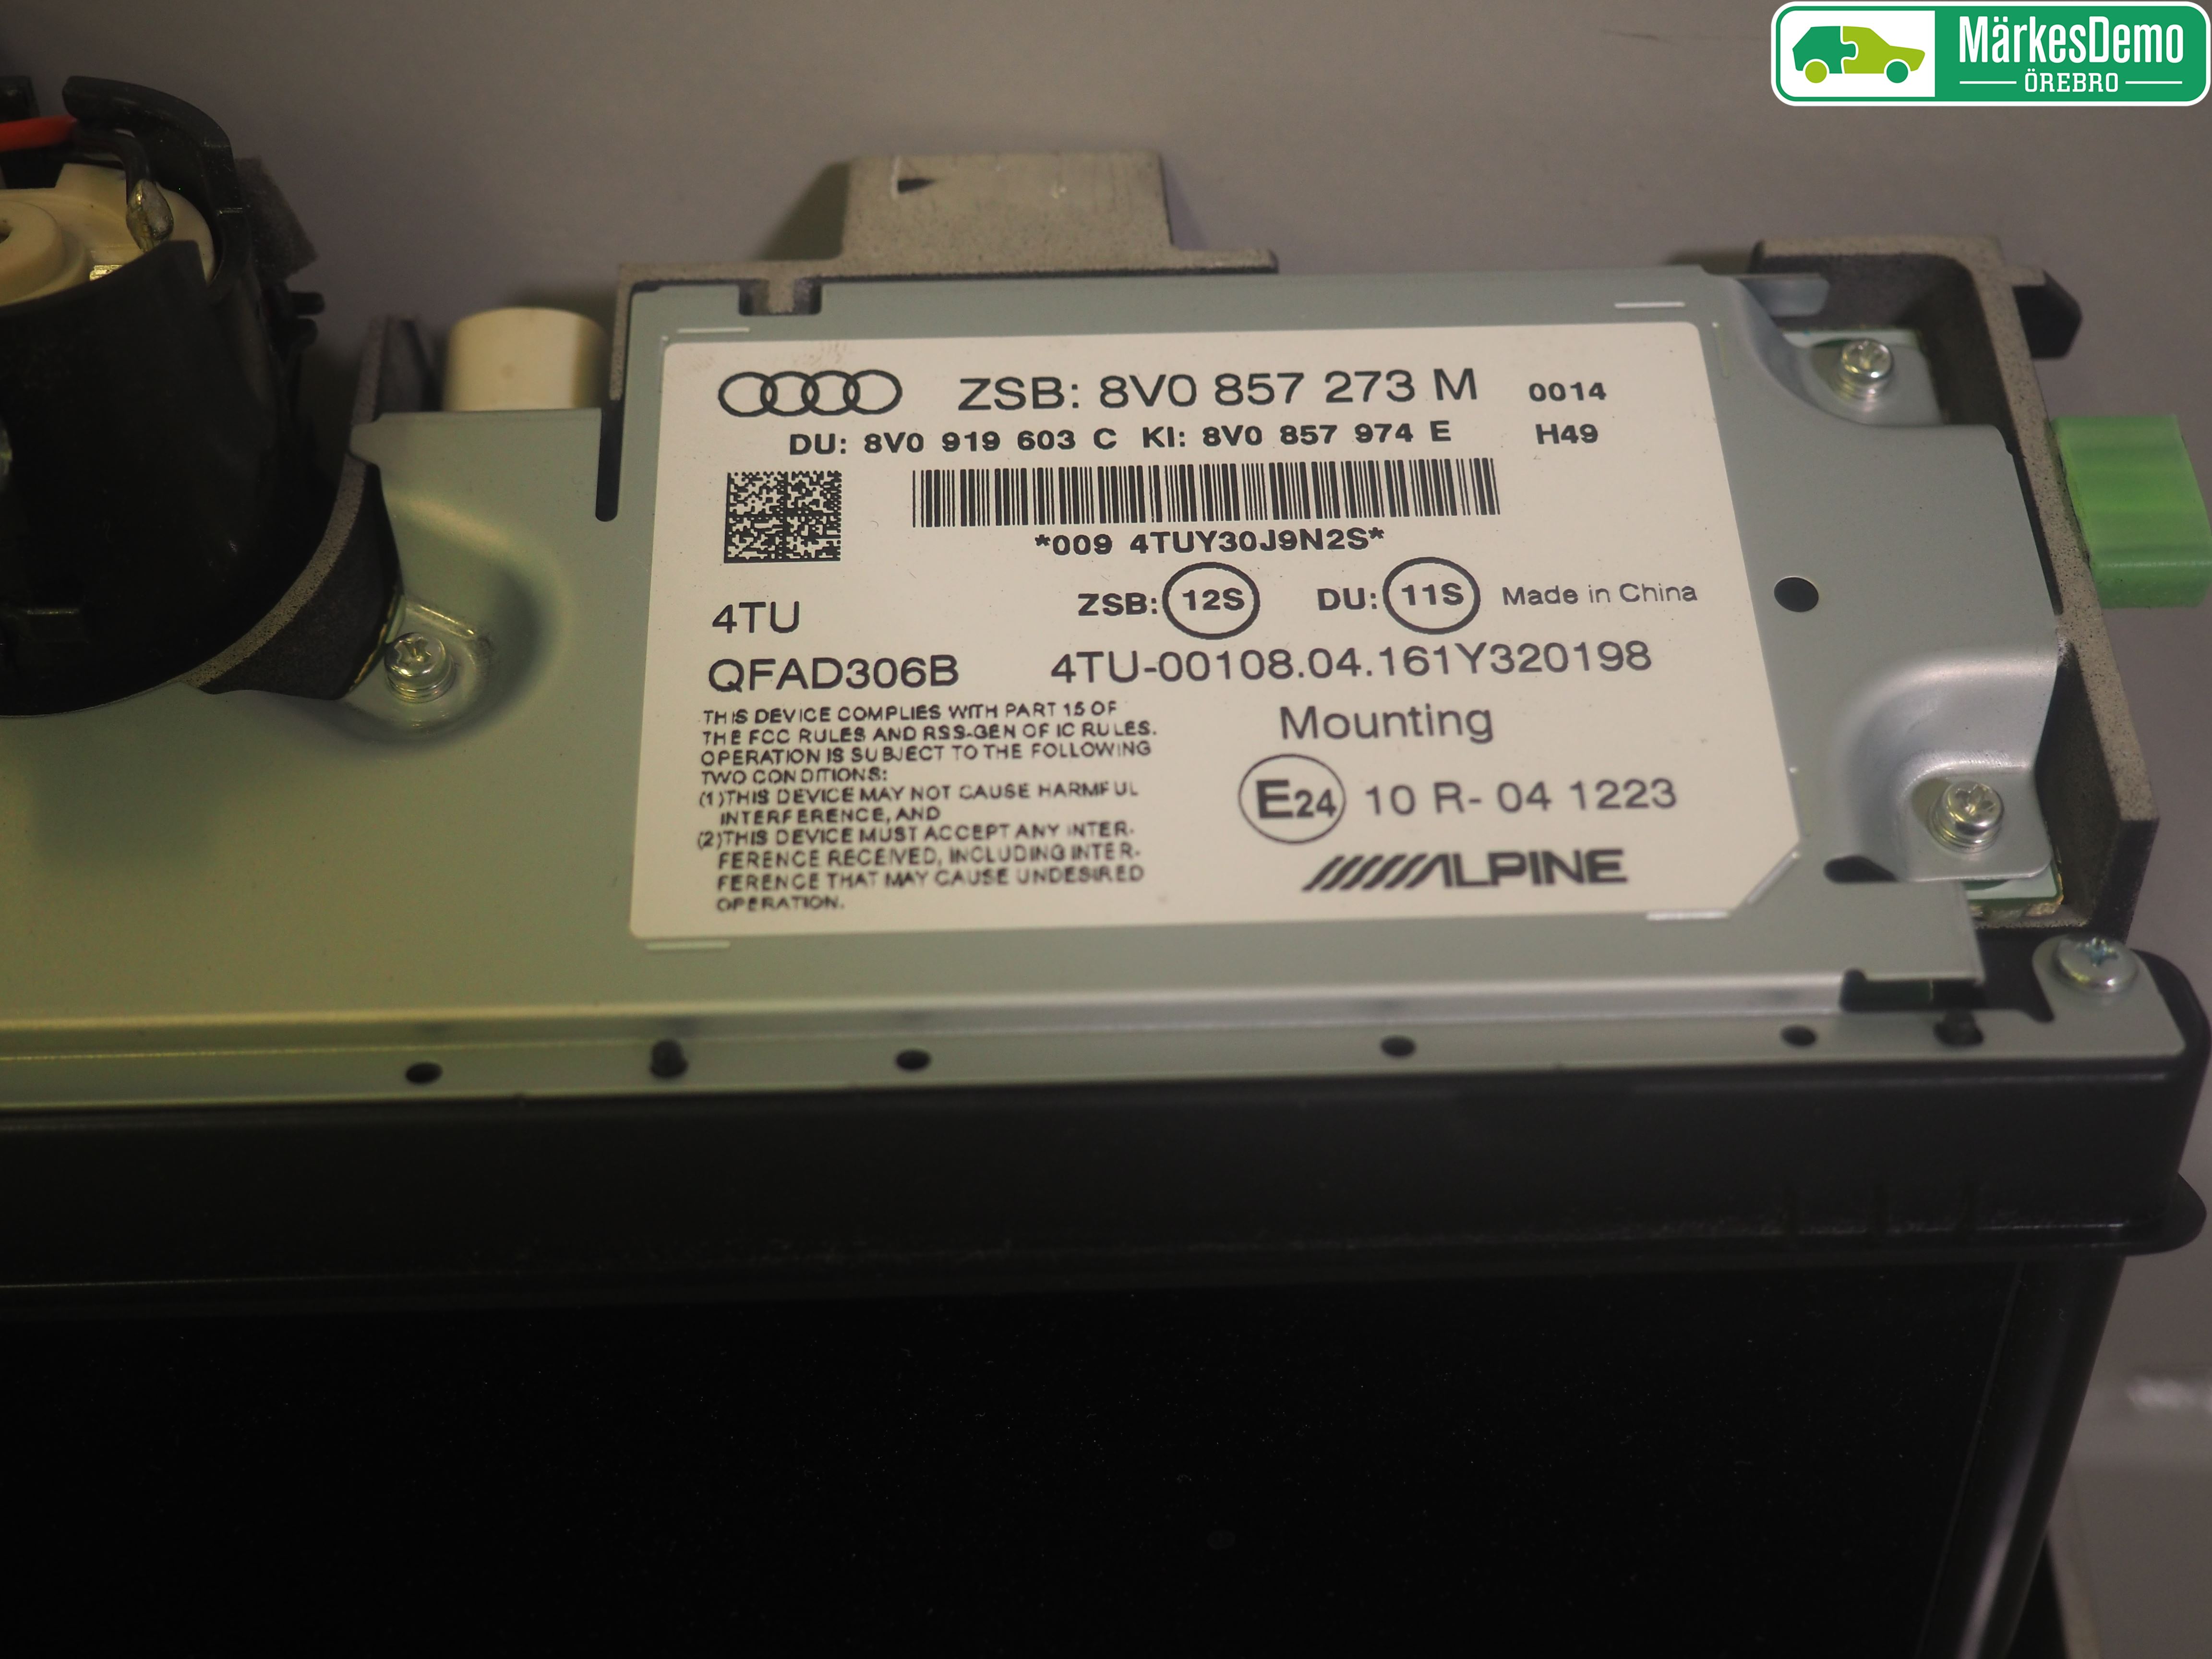 MärkesDemo
ÖREBRO
ZSB: 8V0 857 273 M 0014
DU: 8V0 919 603 C KI: 8V0 857 974 E H49
*009 4TUY30J9N2S*
ZSB: 12S DU: 11S Made in China
4TU
QFAD306B 4TU-00108.04.161Y320198
THIS DEVICE COMPLIES WITH PART 15 OF
THE FCC RULES AND RSS-GEN OF IC RULES.
OPERATION IS SUBJECT TO THE FOLLOWING
TWO CONDITIONS:
(1)THIS DEVICE MAY NOT CAUSE HARMFUL
INTERFERENCE, AND
(2)THIS DEVICE MUST ACCEPT ANY INTER-
FERENCE RECEIVED, INCLUDING INTER-
FERENCE THAT MAY CAUSE UNDESIRED
OPERATION.
Mounting
E24 10 R- 04 1223
ALPINE